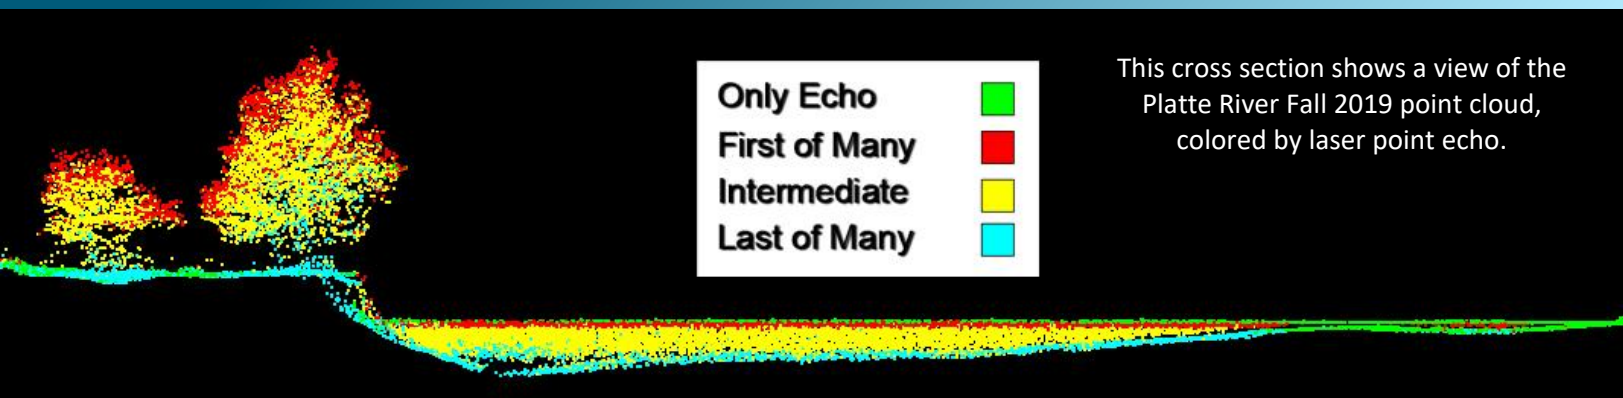 Only Echo
First of Many
Intermediate
Last of Many
This cross section shows a view of the
Platte River Fall 2019 point cloud,
colored by laser point echo.